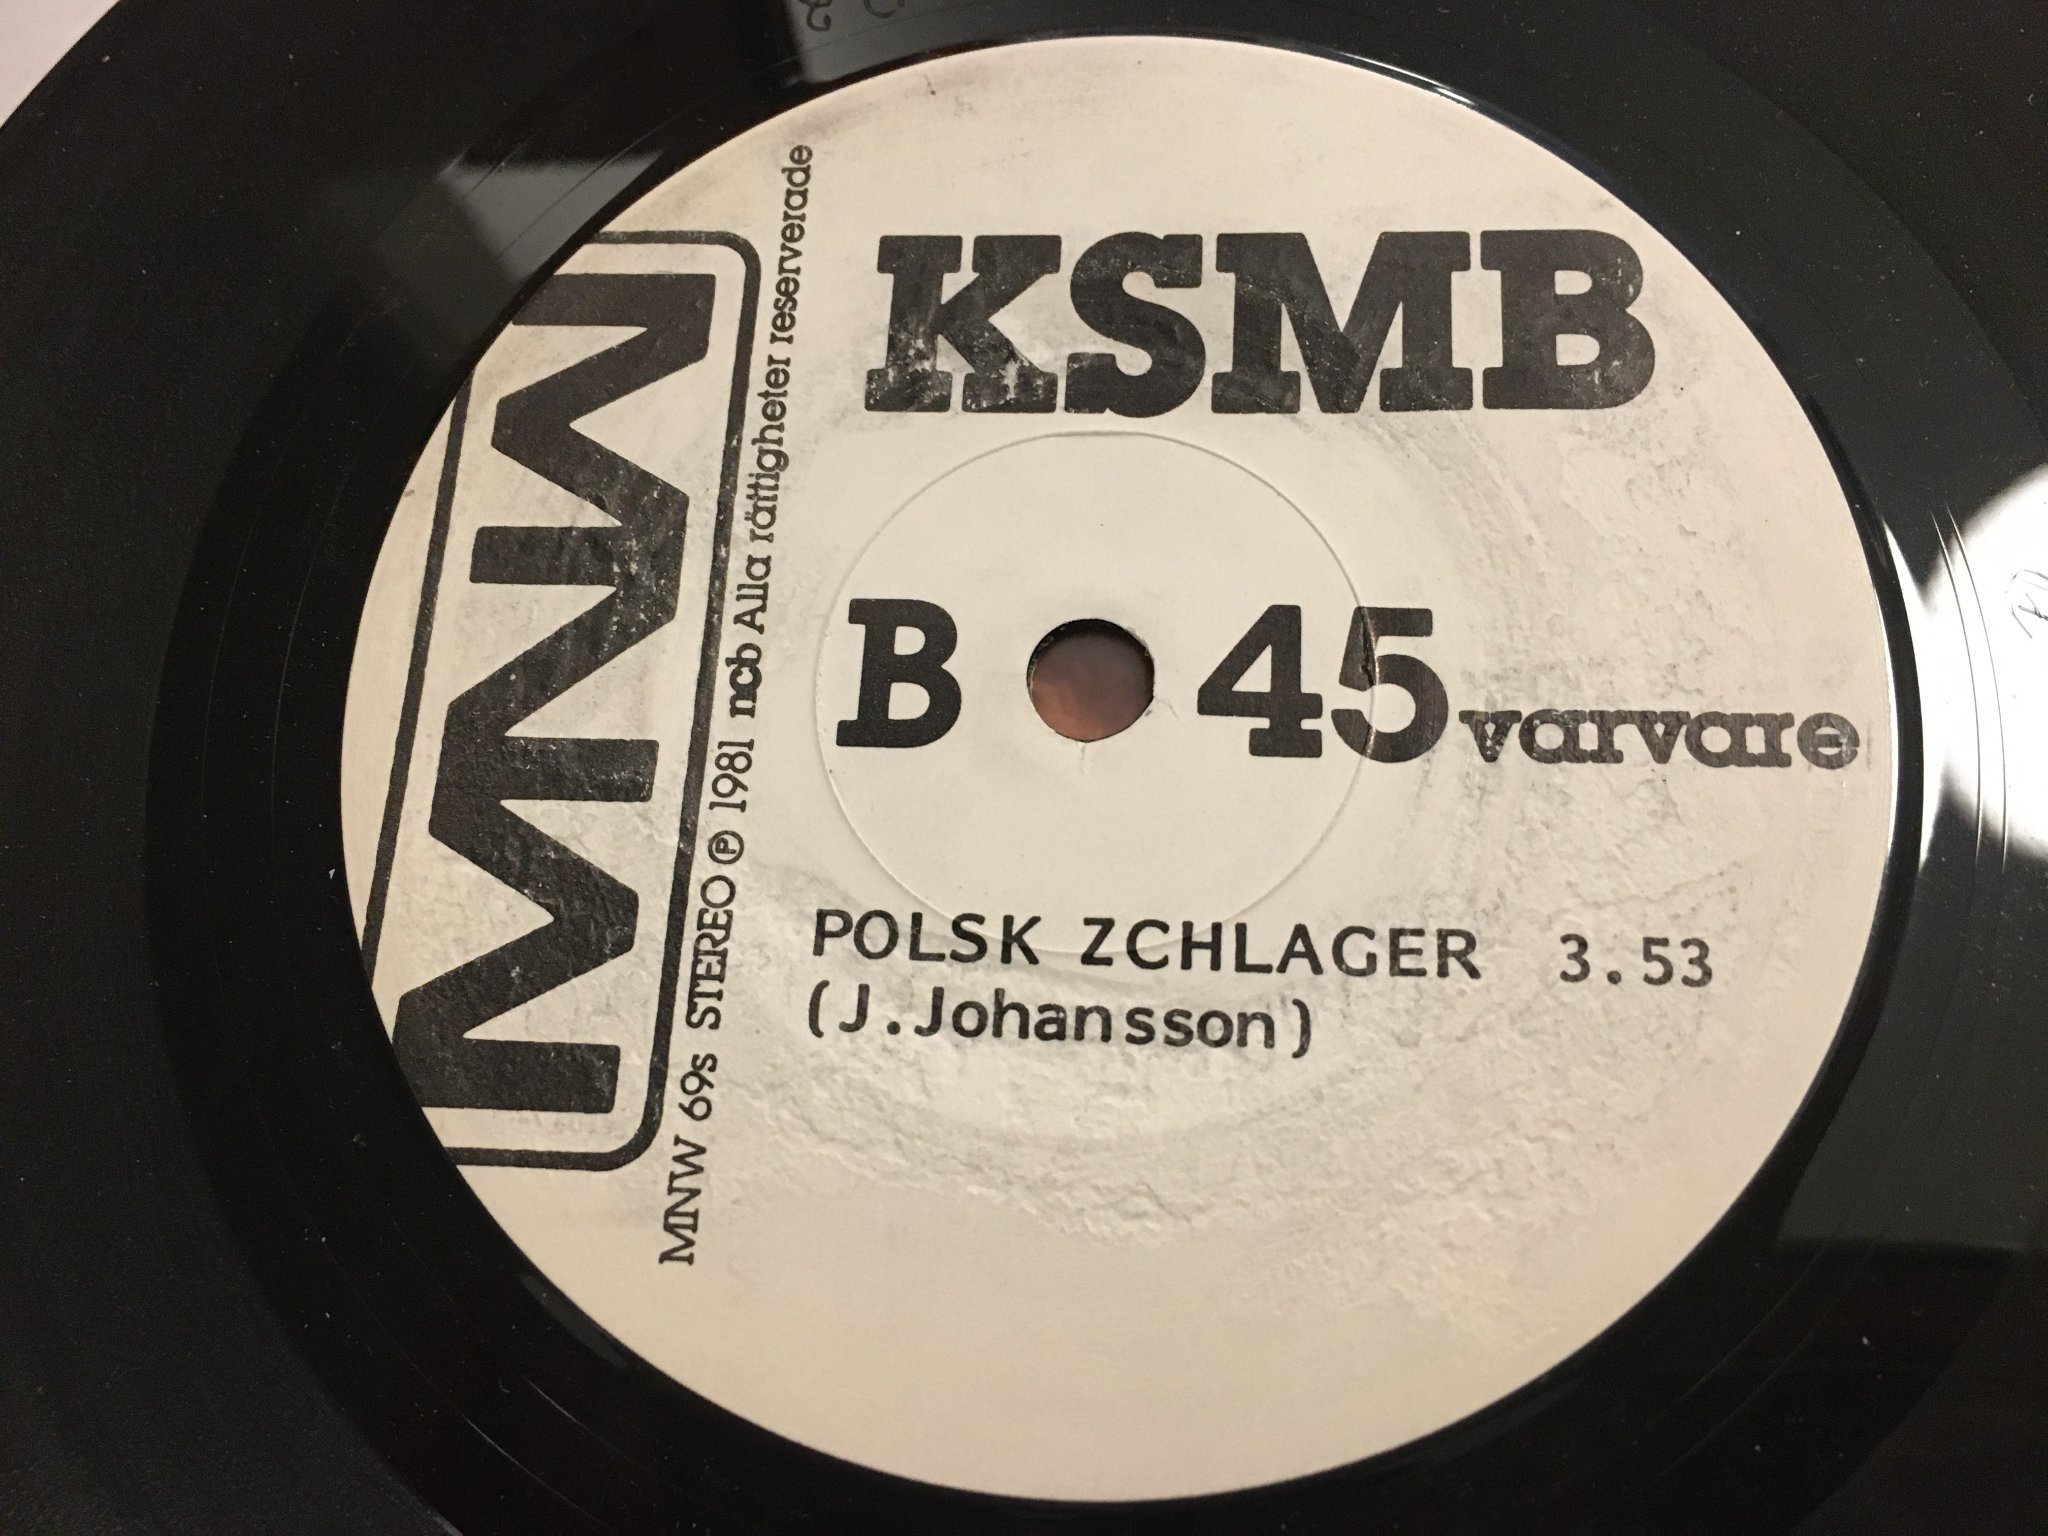 KSMB
B 45 varvare
POLSK ZCHLAGER 3.53
(J.Johansson)
MNW
MNW 69s STEREO Ⓟ 1981 ncb Alla rättigheter reserverade